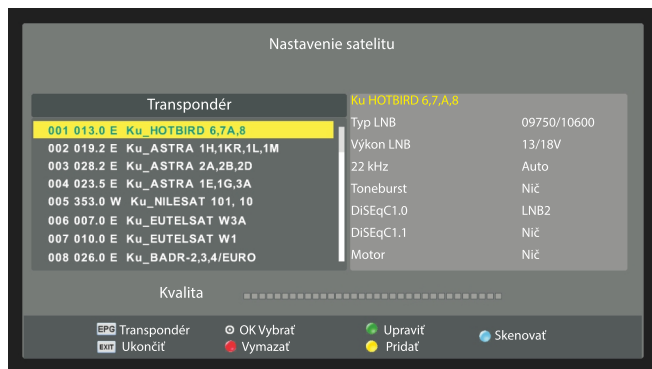 Nastavenie satelitu
Transpondér
001 013.0 E Ku_HOTBIRD 6,7A,8
002 019.2 E Ku_ASTRA 1H,1KR,1L,1M
003 028.2 E Ku_ASTRA 2A,2B,2D
004 023.5 E Ku_ASTRA 1E,1G,3A
005 353.0 W Ku_NILESAT 101, 10
006 007.0 E Ku_EUTELSAT W3A
007 010.0 E Ku_EUTELSAT W1
008 026.0 E Ku_BADR-2,3,4/EURO
Ku HOTBIRD 6,7,A,8
Typ LNB 09750/10600
Výkon LNB 13/18V
22 kHz Auto
Toneburst Nič
DiSEqC1.0 LNB2
DiSEqC1.1 Nič
Motor Nič
Kvalita
EPG Transpondér OK Vybrať Upraviť Skenovať
EXIT Ukončiť Vymazať Pridať